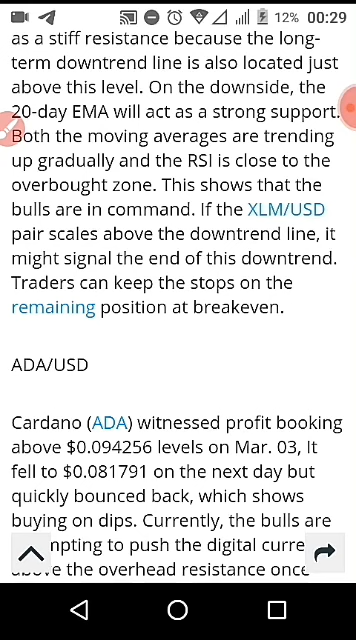 12% 00:29
as a stiff resistance because the long-
term downtrend line is also located just
above this level. On the downside, the
20-day EMA will act as a strong support.
Both the moving averages are trending
up gradually and the RSI is close to the
overbought zone. This shows that the
bulls are in command. If the XLM/USD
pair scales above the downtrend line, it
might signal the end of this downtrend.
Traders can keep the stops on the
remaining position at breakeven.
ADA/USD
Cardano (ADA) witnessed profit booking
above $0.094256 levels on Mar. 03, It
fell to $0.081791 on the next day but
quickly bounced back, which shows
buying on dips. Currently, the bulls are
to push the digital
the overhead resistance once